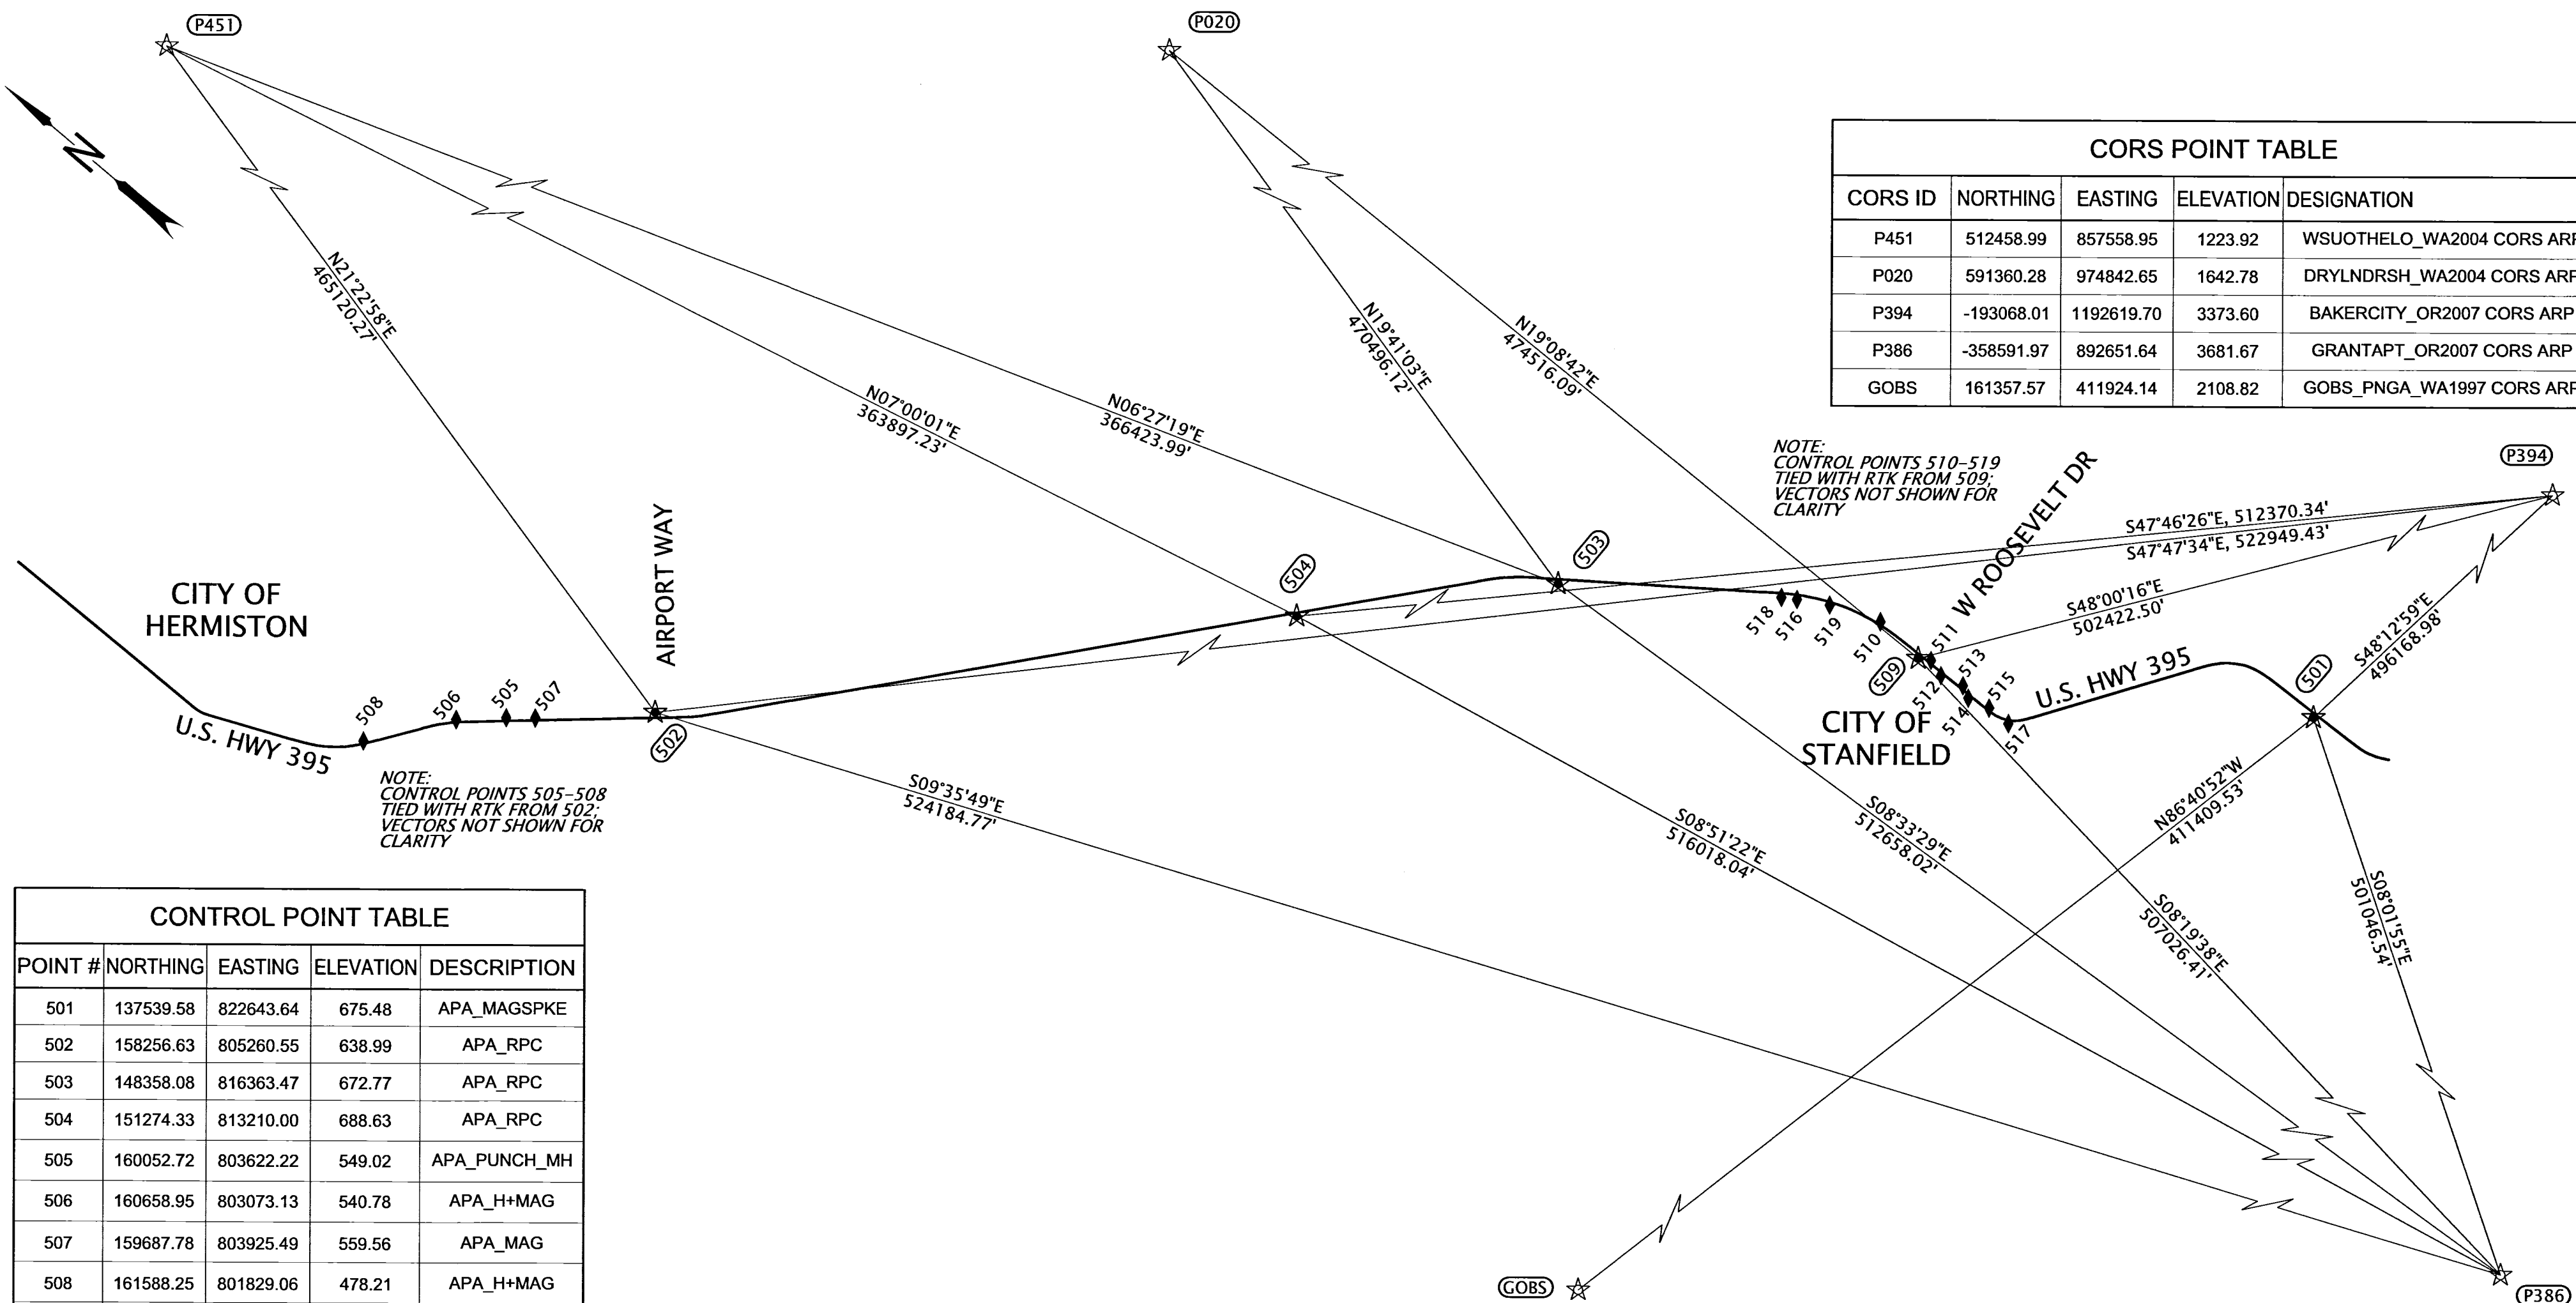 P451
P020
N
CORS POINT TABLE
CORS ID NORTHING EASTING ELEVATION DESIGNATION
P451 512458.99 857558.95 1223.92 WSUOTHELO_WA2004 CORS ARP
P020 591360.28 974842.65 1642.78 DRYLNDRSH_WA2004 CORS ARP
P394 -193068.01 1192619.70 3373.60 BAKERCITY_OR2007 CORS ARP
P386 -358591.97 892651.64 3681.67 GRANTAPT_OR2007 CORS ARP
GOBS 161357.57 411924.14 2108.82 GOBS_PNGA_WA1997 CORS ARP
N21°22'58"E
465120.27'
N07°00'01"E
363897.23'
N06°27'19"E
366423.99'
N19°41'03"E
470496.12'
N19°08'42"E
474516.09'
NOTE:
CONTROL POINTS 510-519
TIED WITH RTK FROM 509;
VECTORS NOT SHOWN FOR
CLARITY
W ROOSEVELT DR
P394
S47°46'26"E, 512370.34'
S47°47'34"E, 522949.43'
S48°00'16"E
502422.50'
S48°12'59"E
496168.98'
CITY OF
HERMISTON
AIRPORT WAY
504
503
518
516
519
510
509
511
512
513
514
515
517
U.S. HWY 395
501
508
506
505
507
502
U.S. HWY 395
CITY OF
STANFIELD
NOTE:
CONTROL POINTS 505-508
TIED WITH RTK FROM 502;
VECTORS NOT SHOWN FOR
CLARITY
S09°35'49"E
524184.77'
S08°51'22"E
516018.04'
S08°33'29"E
512658.02'
N86°40'52"W
411409.53'
S08°19'38"E
507026.41'
S08°01'55"E
501046.54'
CONTROL POINT TABLE
POINT # NORTHING EASTING ELEVATION DESCRIPTION
501 137539.58 822643.64 675.48 APA_MAGSPKE
502 158256.63 805260.55 638.99 APA_RPC
503 148358.08 816363.47 672.77 APA_RPC
504 151274.33 813210.00 688.63 APA_RPC
505 160052.72 803622.22 549.02 APA_PUNCH_MH
506 160658.95 803073.13 540.78 APA_H+MAG
507 159687.78 803925.49 559.56 APA_MAG
508 161588.25 801829.06 478.21 APA_H+MAG
GOBS
P386